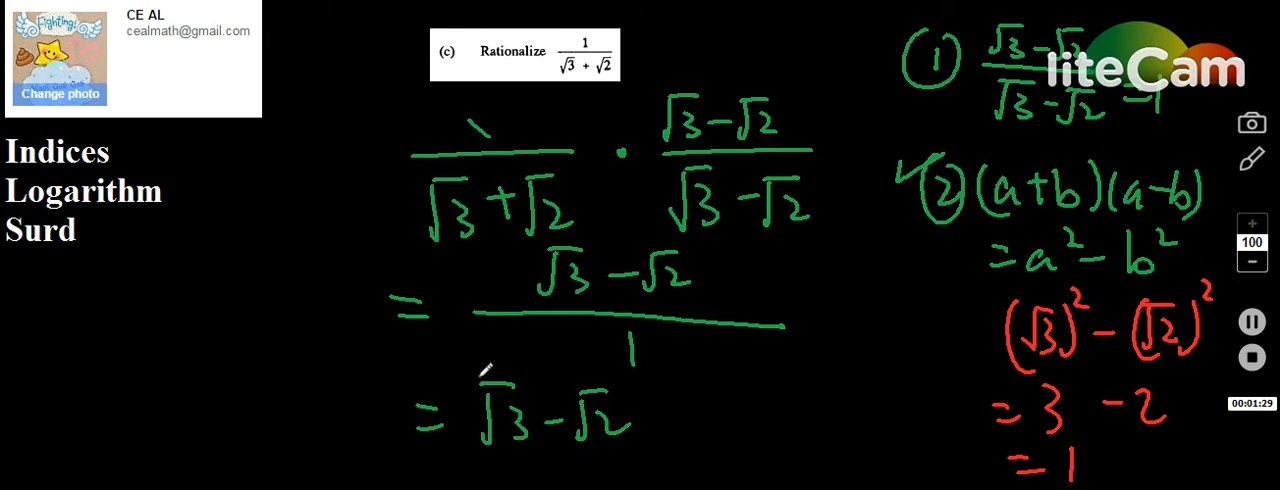 Fighting!
Change photo
CE AL
cealmath@gmail.com
Indices
Logarithm
Surd
(c) Rationalize 1/(√3 + √2)
1/(√3+√2) · (√3−√2)/(√3−√2)
= (√3−√2)/1
= √3−√2
① (√3−√2)/(√3−√2) =1
liteCam
② (a+b)(a−b)
= a² − b²
(√3)² − (√2)²
= 3 − 2
= 1
+
100
−
00:01:29